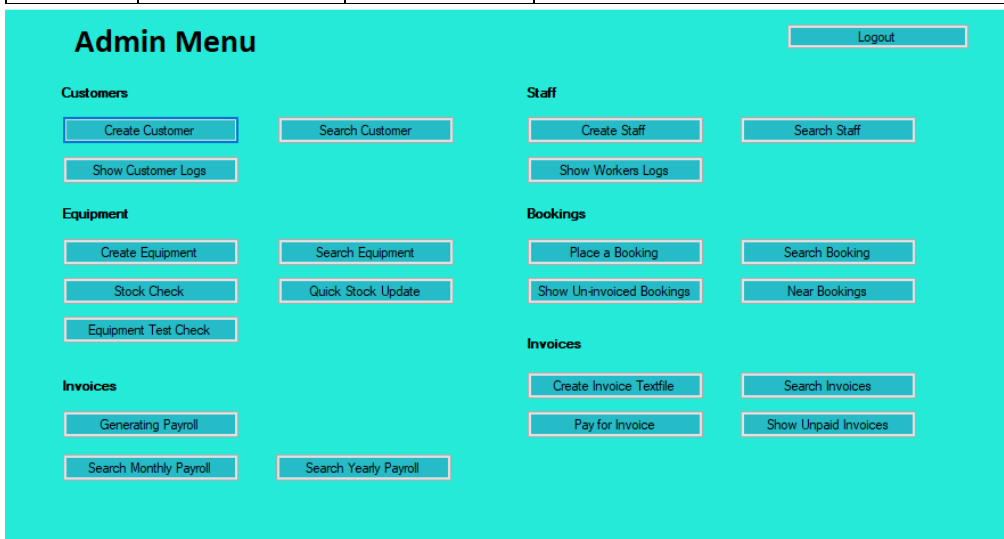 Admin Menu
Logout
Customers
Create Customer
Search Customer
Show Customer Logs
Staff
Create Staff
Search Staff
Show Workers Logs
Equipment
Create Equipment
Search Equipment
Stock Check
Quick Stock Update
Equipment Test Check
Bookings
Place a Booking
Search Booking
Show Un-invoiced Bookings
Near Bookings
Invoices
Create Invoice Textfile
Search Invoices
Pay for Invoice
Show Unpaid Invoices
Invoices
Generating Payroll
Search Monthly Payroll
Search Yearly Payroll